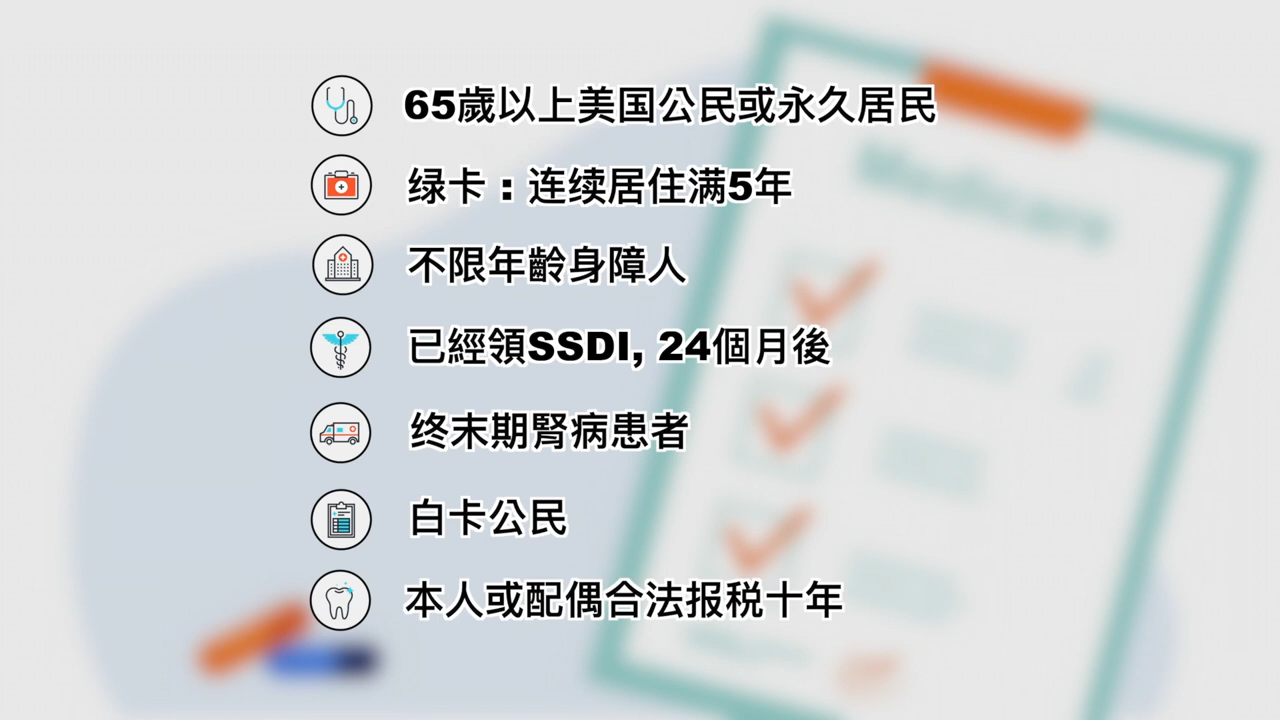 65歲以上美国公民或永久居民
绿卡：连续居住满5年
不限年齡身障人
已經領SSDI, 24個月後
终末期腎病患者
白卡公民
本人或配偶合法报税十年
Medicare